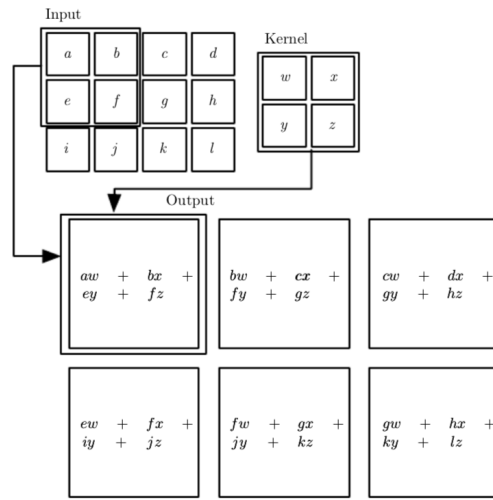 Input
a b c d
Kernel
w x
e f g h
y z
i j k l
Output
aw + bx +
ey + fz
bw + cx +
fy + gz
cw + dx +
gy + hz
ew + fx +
iy + jz
fw + gx +
jy + kz
gw + hx +
ky + lz